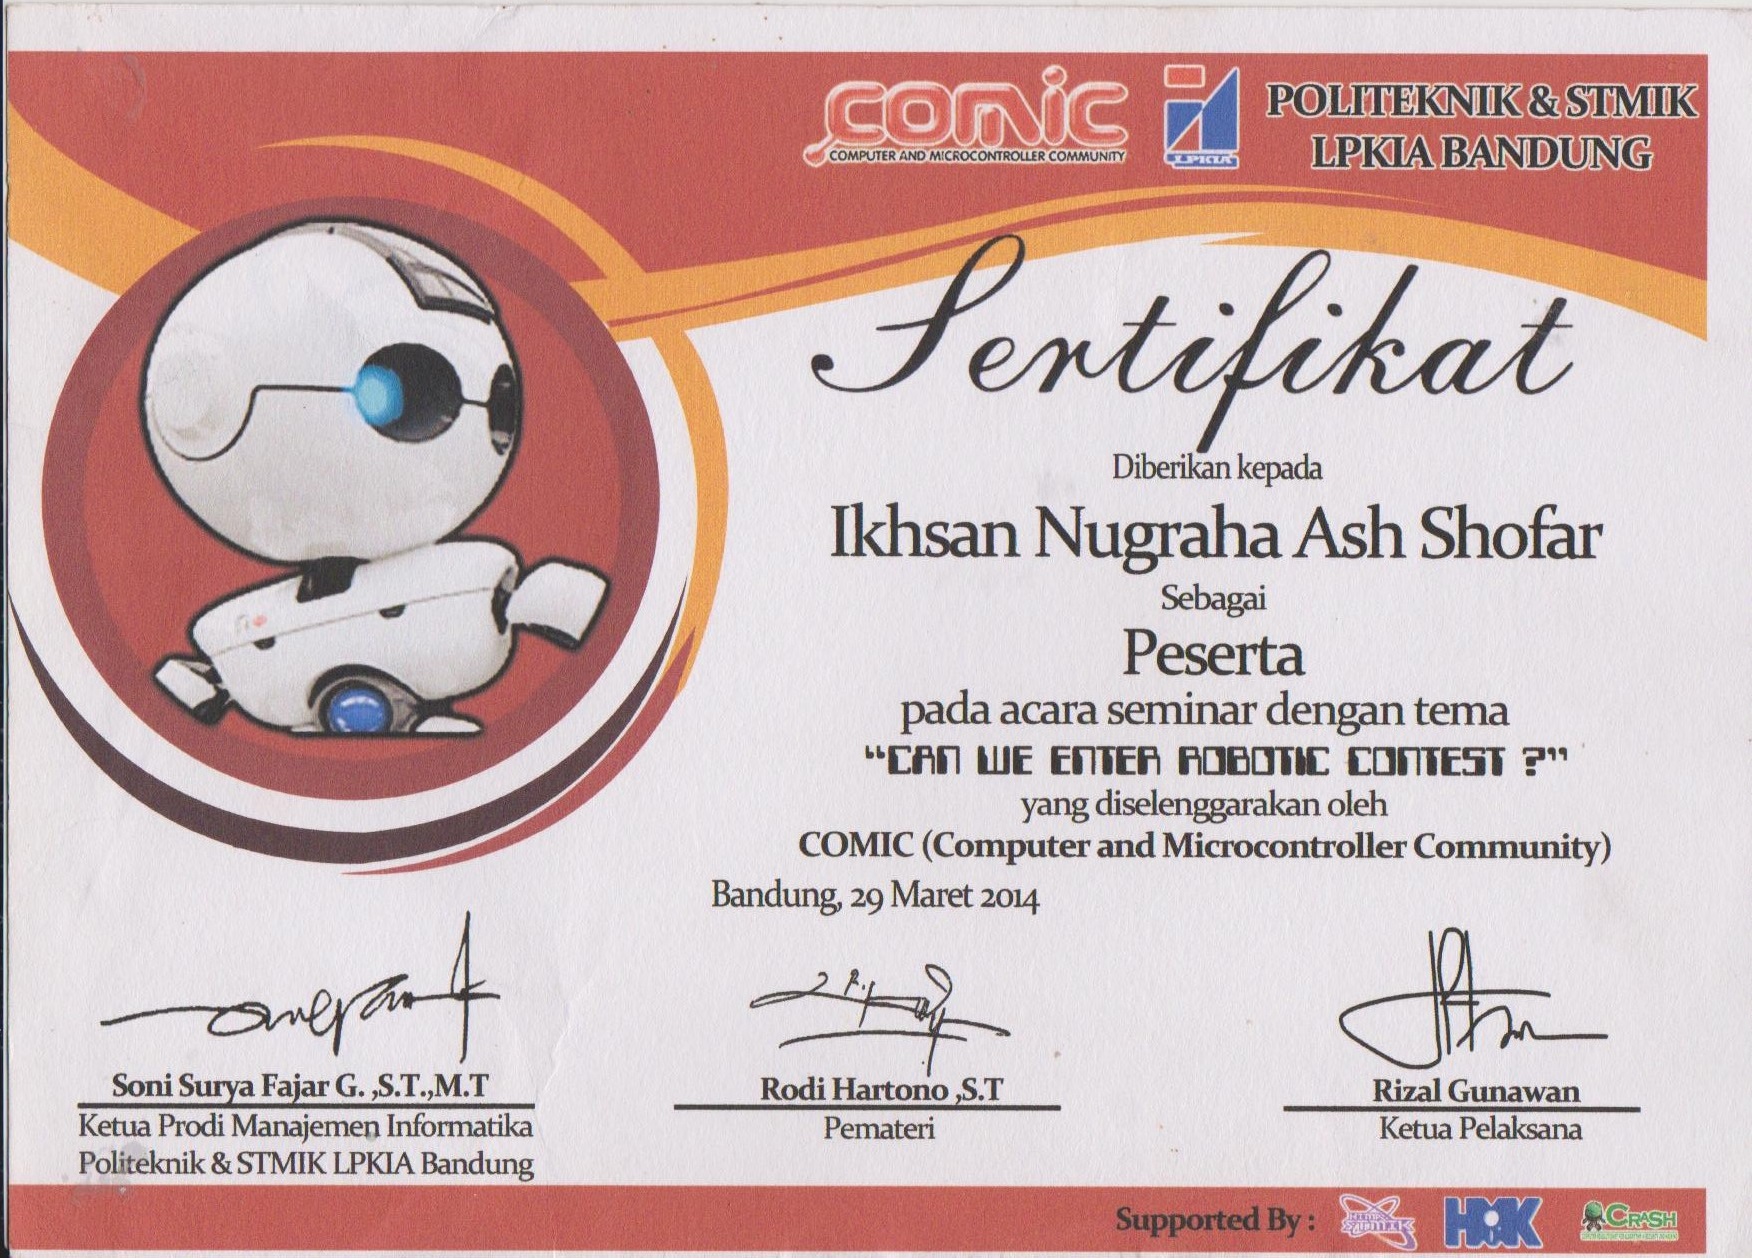 COMIC
COMPUTER AND MICROCONTROLLER COMMUNITY
LPKIA
POLITEKNIK & STMIK
LPKIA BANDUNG
Sertifikat
Diberikan kepada
Ikhsan Nugraha Ash Shofar
Sebagai
Peserta
pada acara seminar dengan tema
“CAN WE ENTER ROBOTIC CONTEST ?”
yang diselenggarakan oleh
COMIC (Computer and Microcontroller Community)
Bandung, 29 Maret 2014
Soni Surya Fajar G. ,S.T.,M.T
Ketua Prodi Manajemen Informatika
Politeknik & STMIK LPKIA Bandung
Rodi Hartono ,S.T
Pemateri
Rizal Gunawan
Ketua Pelaksana
Supported By :
CRASH